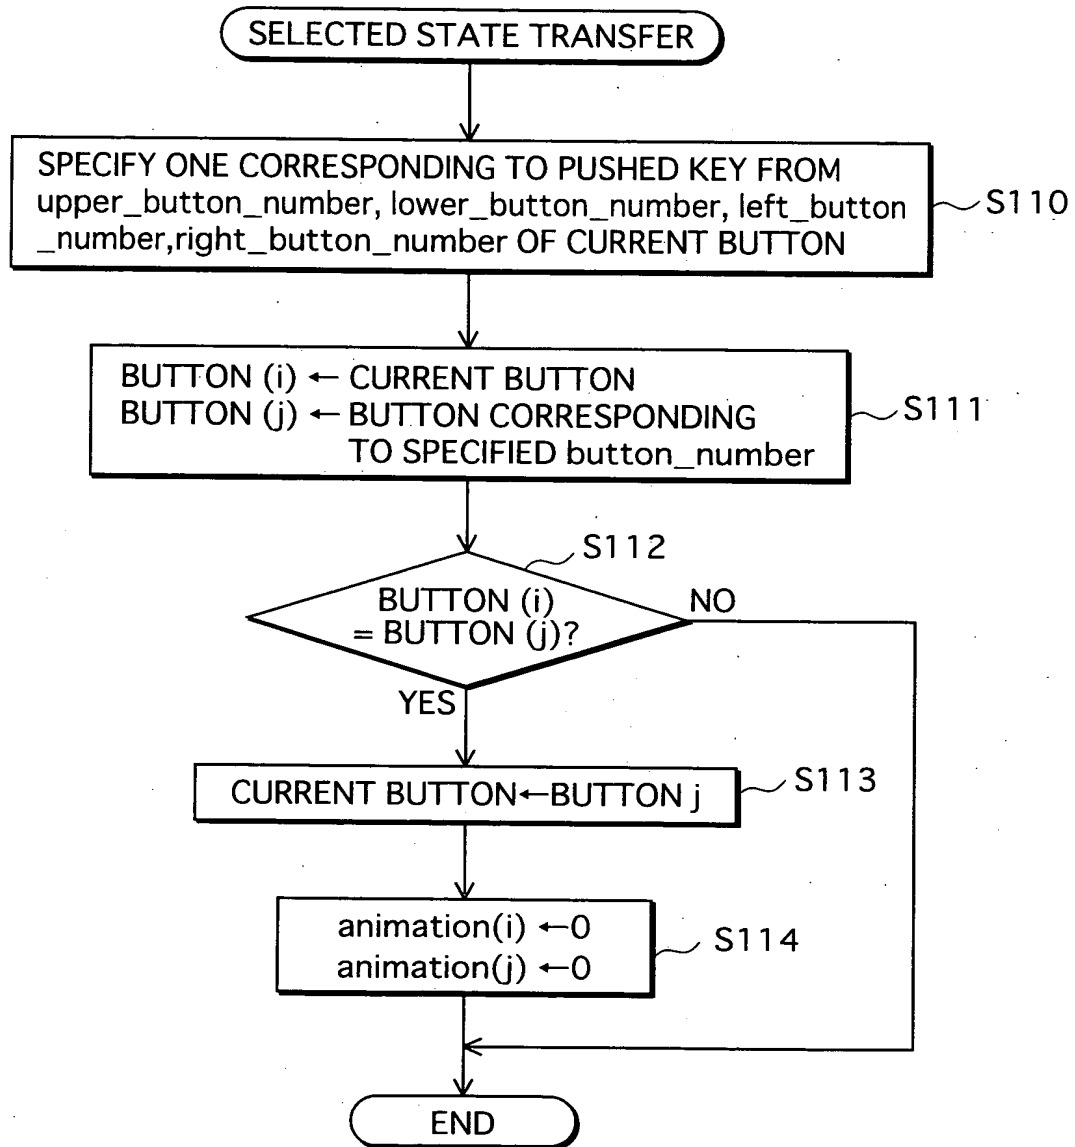 SELECTED STATE TRANSFER
SPECIFY ONE CORRESPONDING TO PUSHED KEY FROM
upper_button_number, lower_button_number, left_button
_number,right_button_number OF CURRENT BUTTON
S110
BUTTON (i) ← CURRENT BUTTON
BUTTON (j) ← BUTTON CORRESPONDING
TO SPECIFIED button_number
S111
S112
BUTTON (i)
= BUTTON (j)?
NO
YES
CURRENT BUTTON←BUTTON j
S113
animation(i) ←0
animation(j) ←0
S114
END